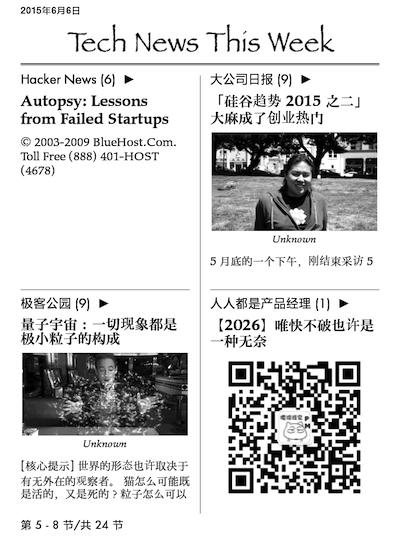 2015年6月6日
Tech News This Week
Hacker News (6) ▶
Autopsy: Lessons
from Failed Startups
© 2003-2009 BlueHost.Com.
Toll Free (888) 401-HOST
(4678)
大公司日报 (9) ▶
「硅谷趋势 2015 之二」
大麻成了创业热门
Unknown
5 月底的一个下午，刚结束采访 5
极客公园 (9) ▶
量子宇宙：一切现象都是
极小粒子的构成
Unknown
[核心提示] 世界的形态也许取决于
有无外在的观察者。 猫怎么可能既
是活的，又是死的？粒子怎么可以
人人都是产品经理 (1) ▶
【2026】唯快不破也许是
一种无奈
第 5 - 8 节/共 24 节